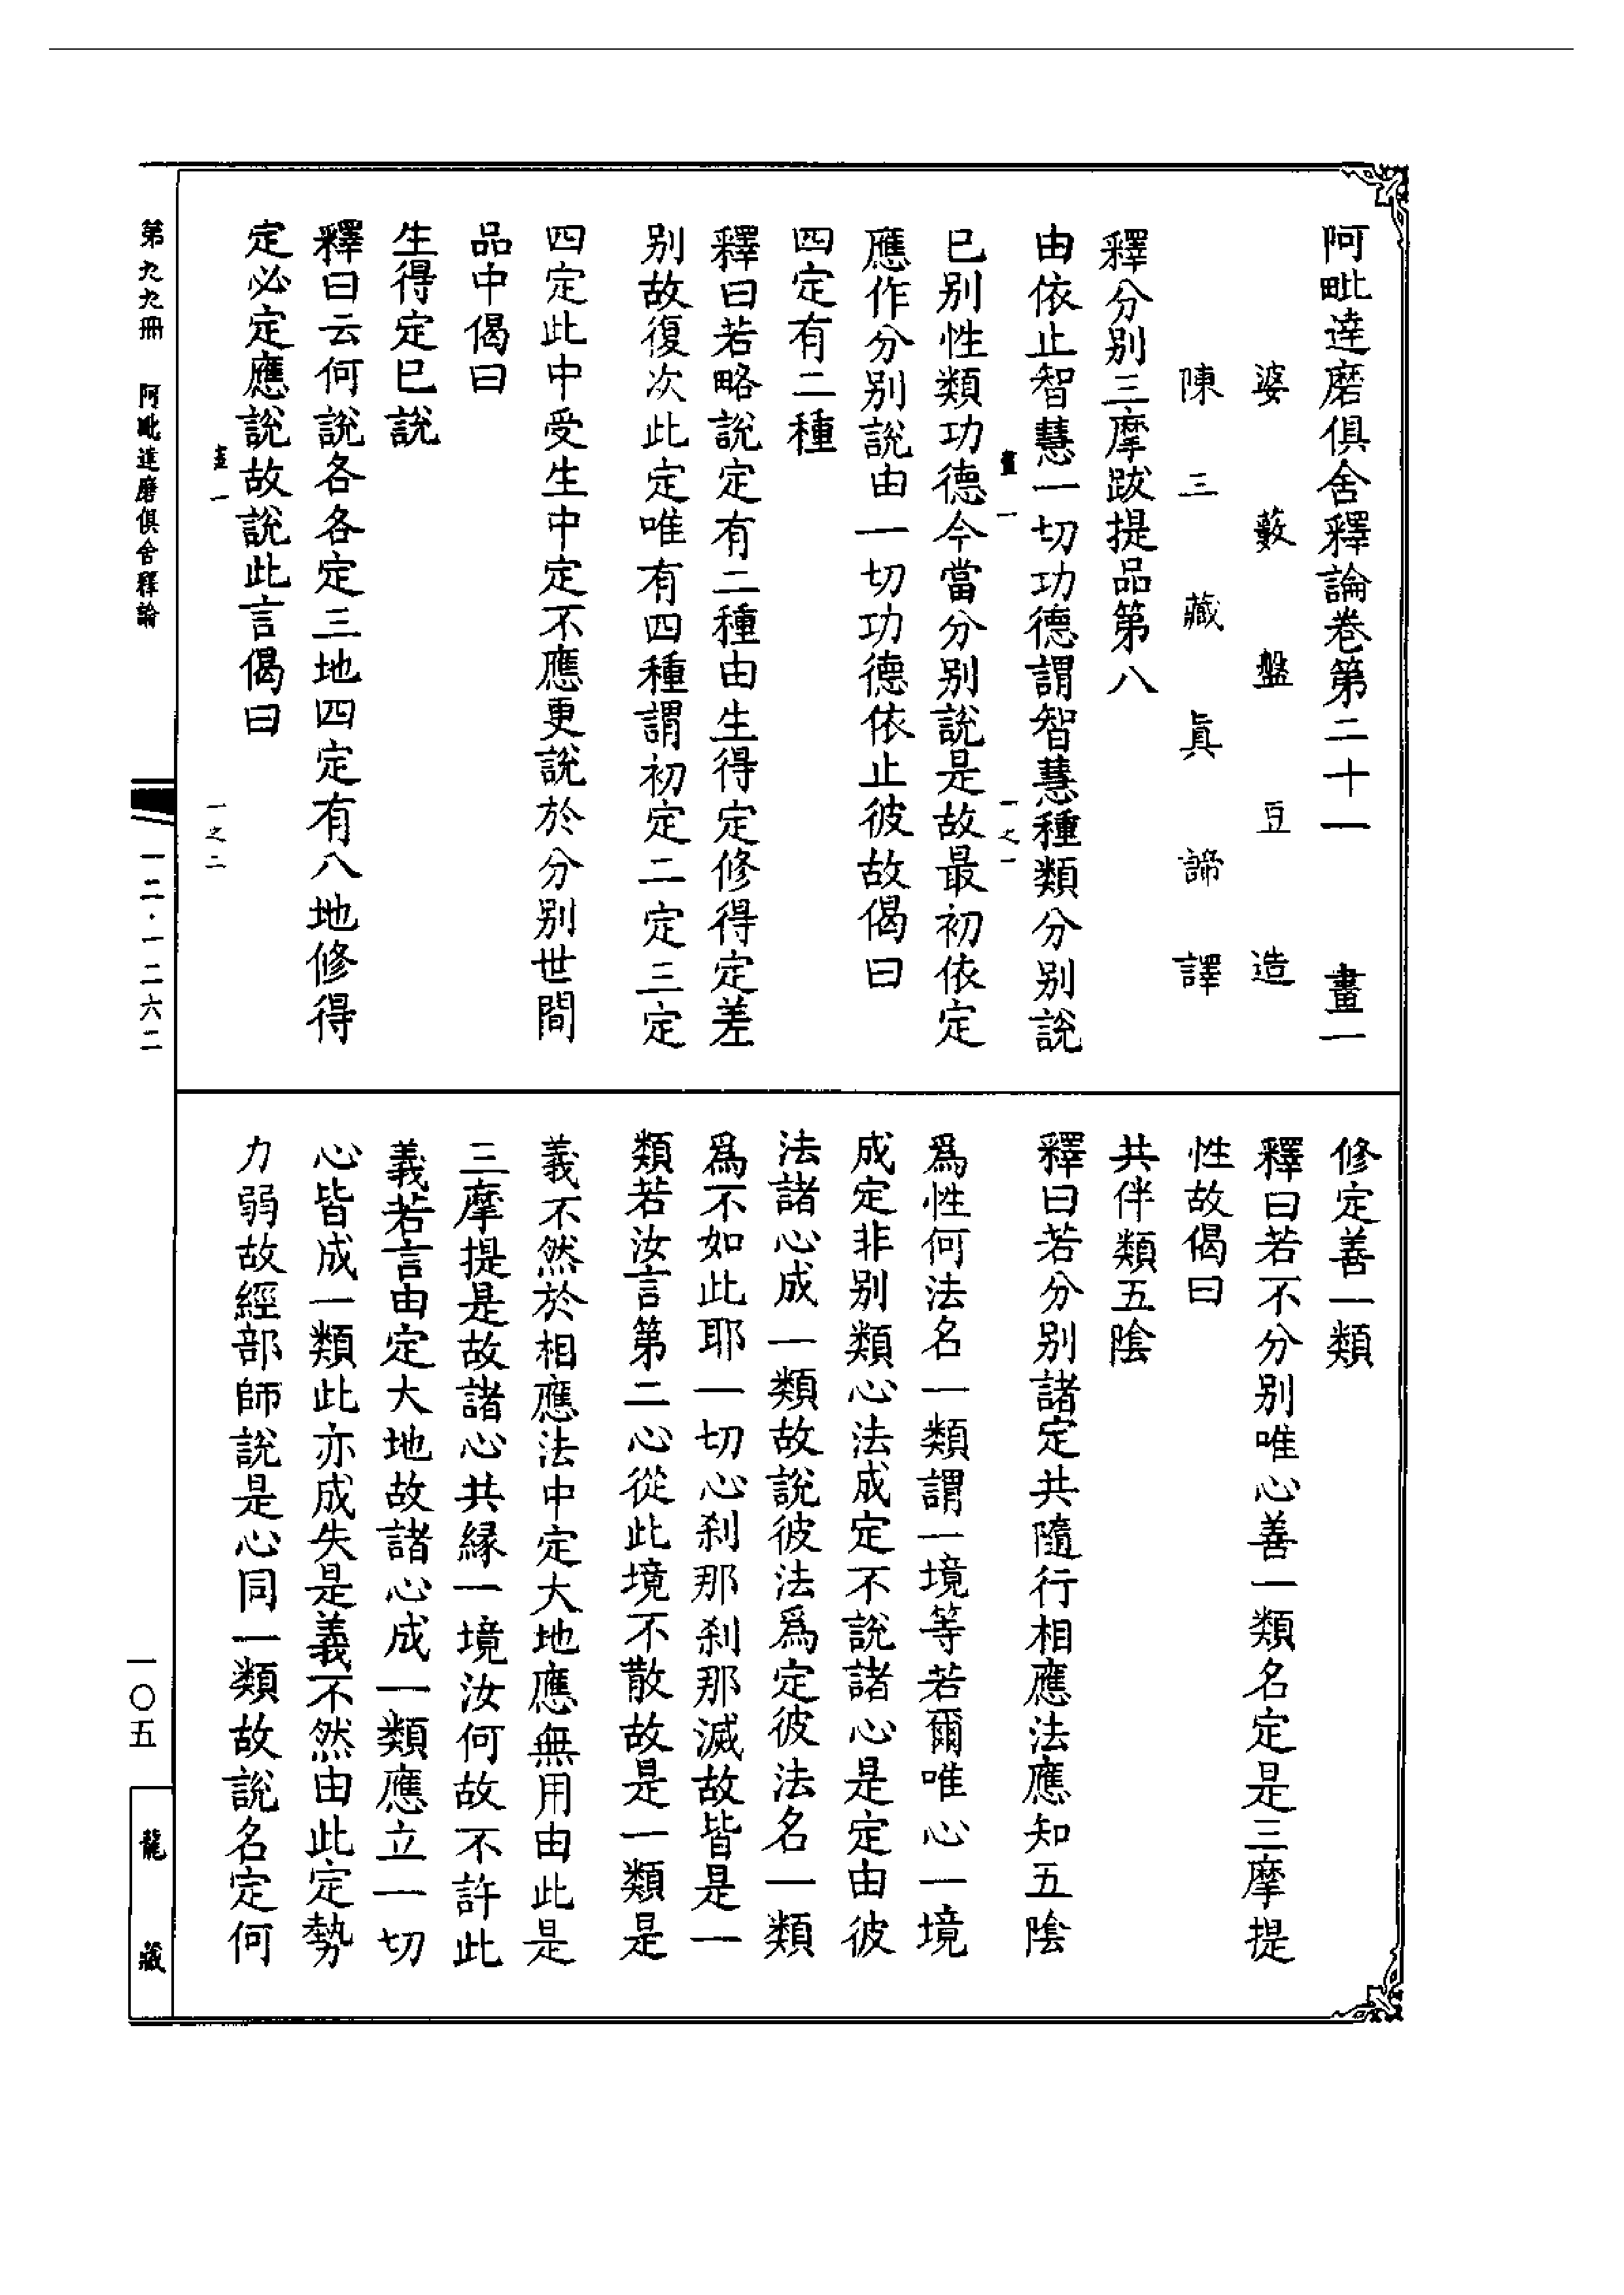 阿毗達磨俱舍釋論卷第二十一　畫一
婆藪盤豆造
陳三藏眞諦譯
釋分別三摩跋提品第八
由依止智慧一切功德謂智慧種類分別說
畫一　一之一
已別性類功德今當分別說是故最初依定
應作分別說由一切功德依止彼故偈曰
四定有二種
釋曰若略說定有二種由生得定修得定差
別故復次此定唯有四種謂初定二定三定
四定此中受生中定不應更說於分別世間
品中偈曰
生得定已說
釋曰云何說各各定三地四定有八地修得
定必定應說故說此言偈曰
畫一　一之二
修定善一類
釋曰若不分別唯心善一類名定是三摩提
性故偈曰
共伴類五陰
釋曰若分別諸定共隨行相應法應知五陰
爲性何法名一類謂一境等若爾唯心一境
成定非別類心法成定不說諸心是定由彼
法諸心成一類故說彼法爲定彼法名一類
爲不如此耶一切心刹那刹那滅故皆是一
類若汝言第二心從此境不散故是一類是
義不然於相應法中定大地應無用由此是
三摩提是故諸心共緣一境汝何故不許此
義若言由定大地故諸心成一類應立一切
心皆成一類此亦成失是義不然由此定勢
力弱故經部師說是心同一類故說名定何
第九九冊　阿毗達磨俱舍釋論
一二·一二六二
一〇五
龍藏